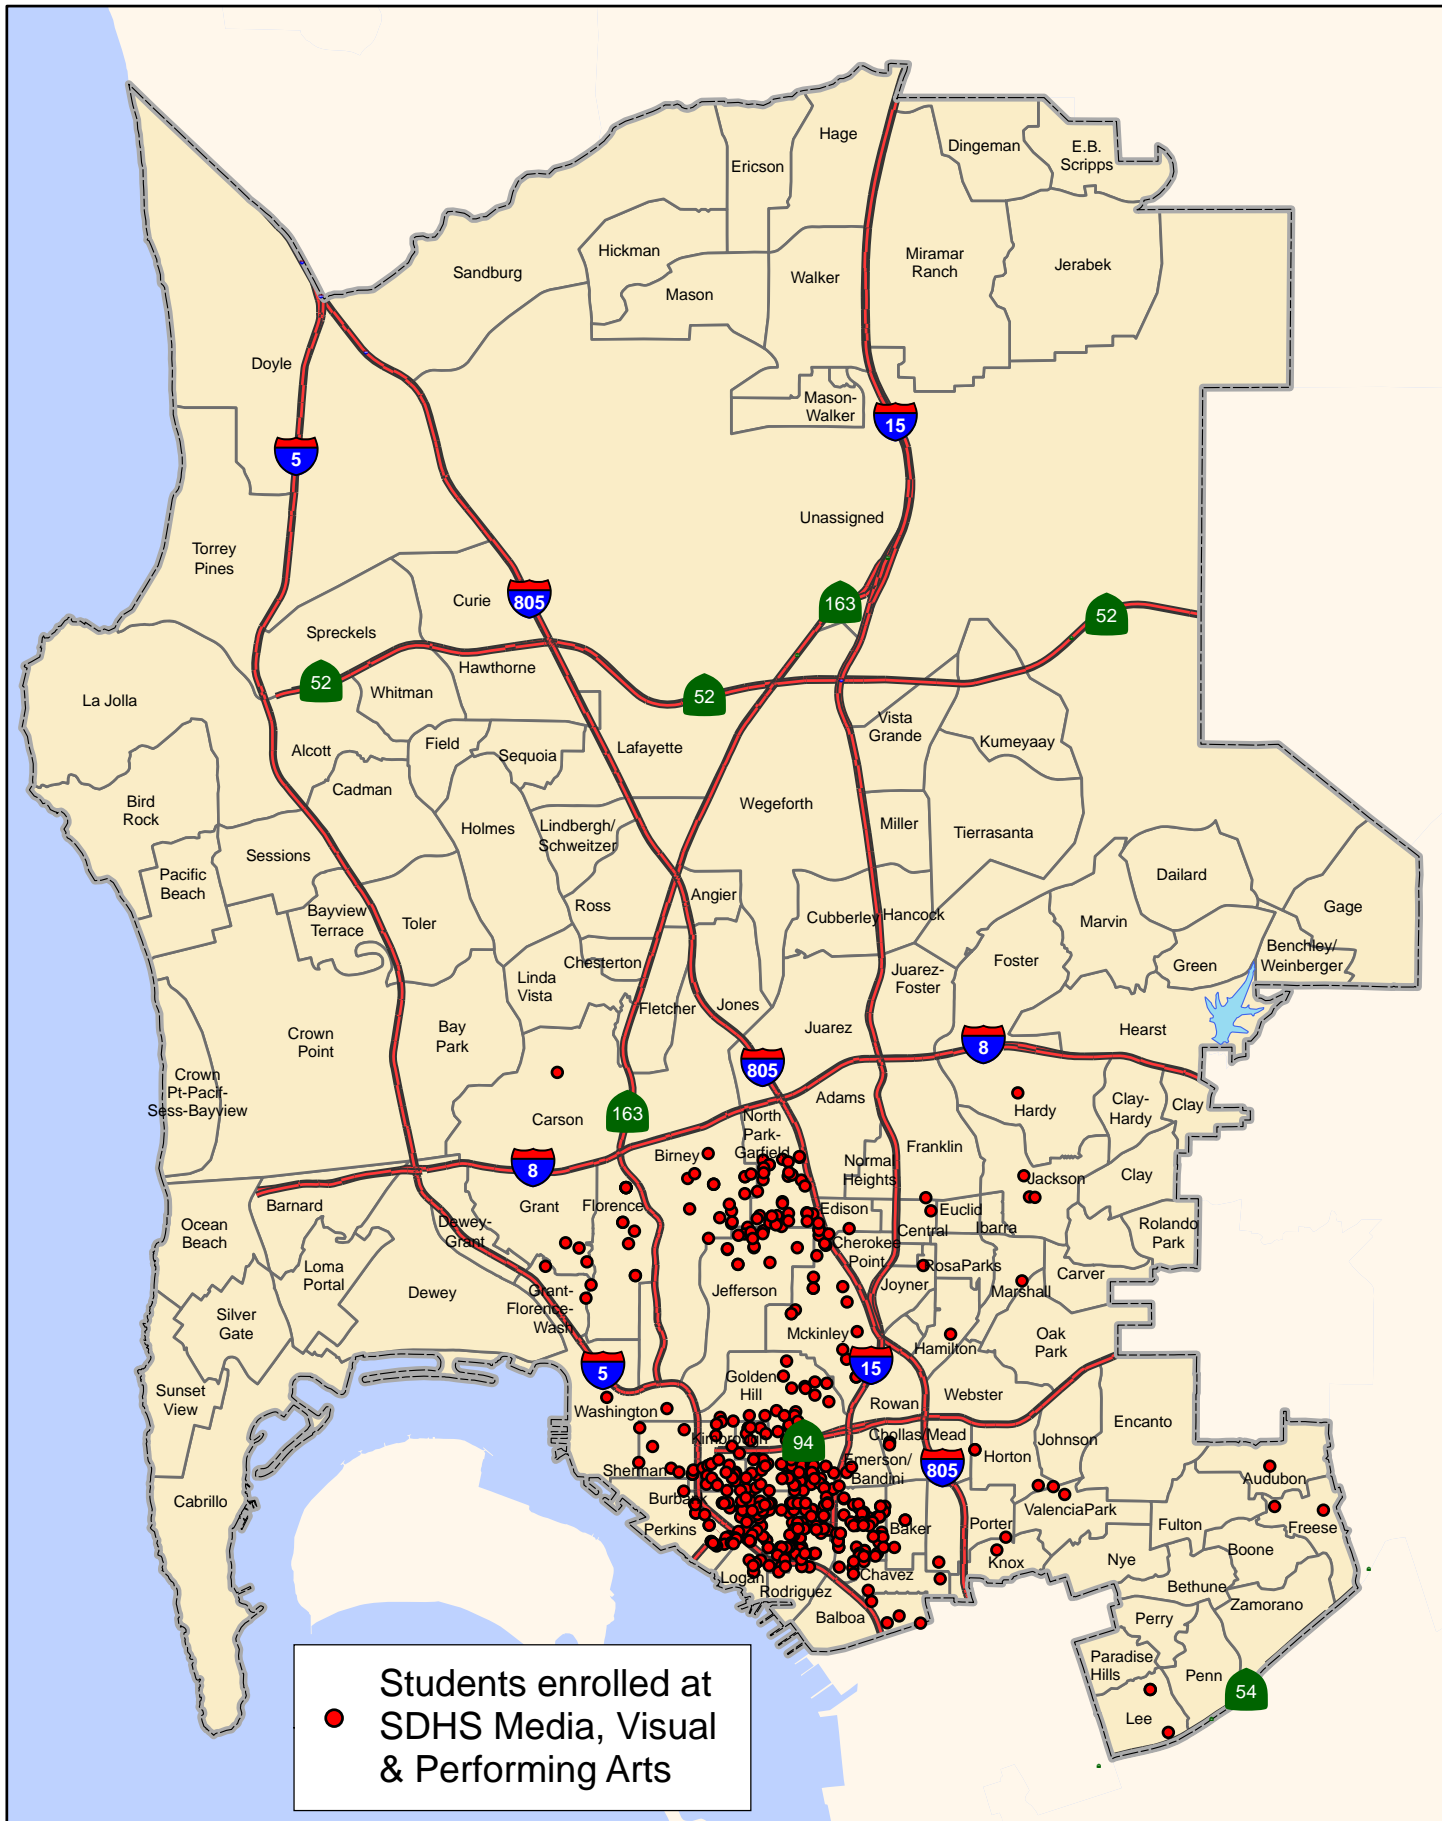 Hage
Dingeman
E.B.
Scripps
Ericson
Hickman
Sandburg
Mason
Walker
Miramar
Ranch
Jerabek
Doyle
Mason-
Walker
15
5
Unassigned
Torrey
Pines
Curie
805
163
52
Spreckels
Hawthorne
52
Whitman
52
La Jolla
Vista
Grande
Kumeyaay
Alcott
Field
Sequoia
Lafayette
Cadman
Bird
Rock
Wegeforth
Holmes
Lindbergh/
Schweitzer
Miller
Tierrasanta
Sessions
Pacific
Beach
Dailard
Angier
Gage
Ross
Bayview
Terrace
Toler
Cubberley
Hancock
Marvin
Benchley/
Weinberger
Chesterton
Foster
Green
Linda
Vista
Juarez-
Foster
Fletcher
Jones
Crown
Point
Bay
Park
Juarez
Hearst
8
805
Crown
Pt-Pacif-
Sess-Bayview
Carson
163
Adams
Hardy
Clay-
Hardy
Clay
North
Park-
Garfield
Franklin
Birney
8
Normal
Heights
Jackson
Clay
Barnard
Grant
Florence
Edison
Euclid
Ocean
Beach
Dewey-
Grant
Central
Ibarra
Rolando
Park
Cherokee
Point
Loma
Portal
RosaParks
Carver
Dewey
Grant-
Florence-
Wash
Jefferson
Joyner
Marshall
Silver
Gate
Mckinley
Hamilton
Oak
Park
5
15
Golden
Hill
Sunset
View
Washington
Rowan
Webster
Encanto
Kimbrough
94
Chollas/Mead
Johnson
Horton
Sherman
Emerson/
Bandini
805
Audubon
Cabrillo
Burbank
ValenciaPark
Perkins
Baker
Porter
Fulton
Freese
Knox
Nye
Boone
Logan
Rodriguez
Chavez
Bethune
Zamorano
Balboa
Perry
Paradise
Hills
Penn
54
Lee
Students enrolled at
SDHS Media, Visual
& Performing Arts